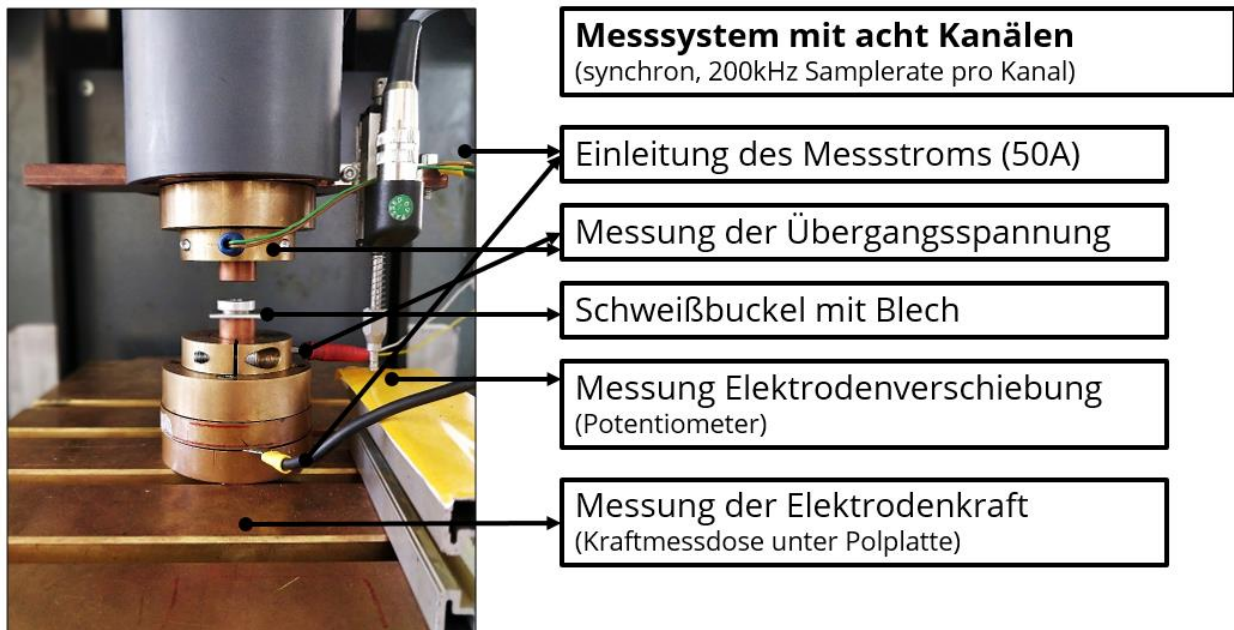 Messsystem mit acht Kanälen
(synchron, 200kHz Samplerate pro Kanal)
Einleitung des Messstroms (50A)
Messung der Übergangsspannung
Schweißbuckel mit Blech
Messung Elektrodenverschiebung
(Potentiometer)
Messung der Elektrodenkraft
(Kraftmessdose unter Polplatte)